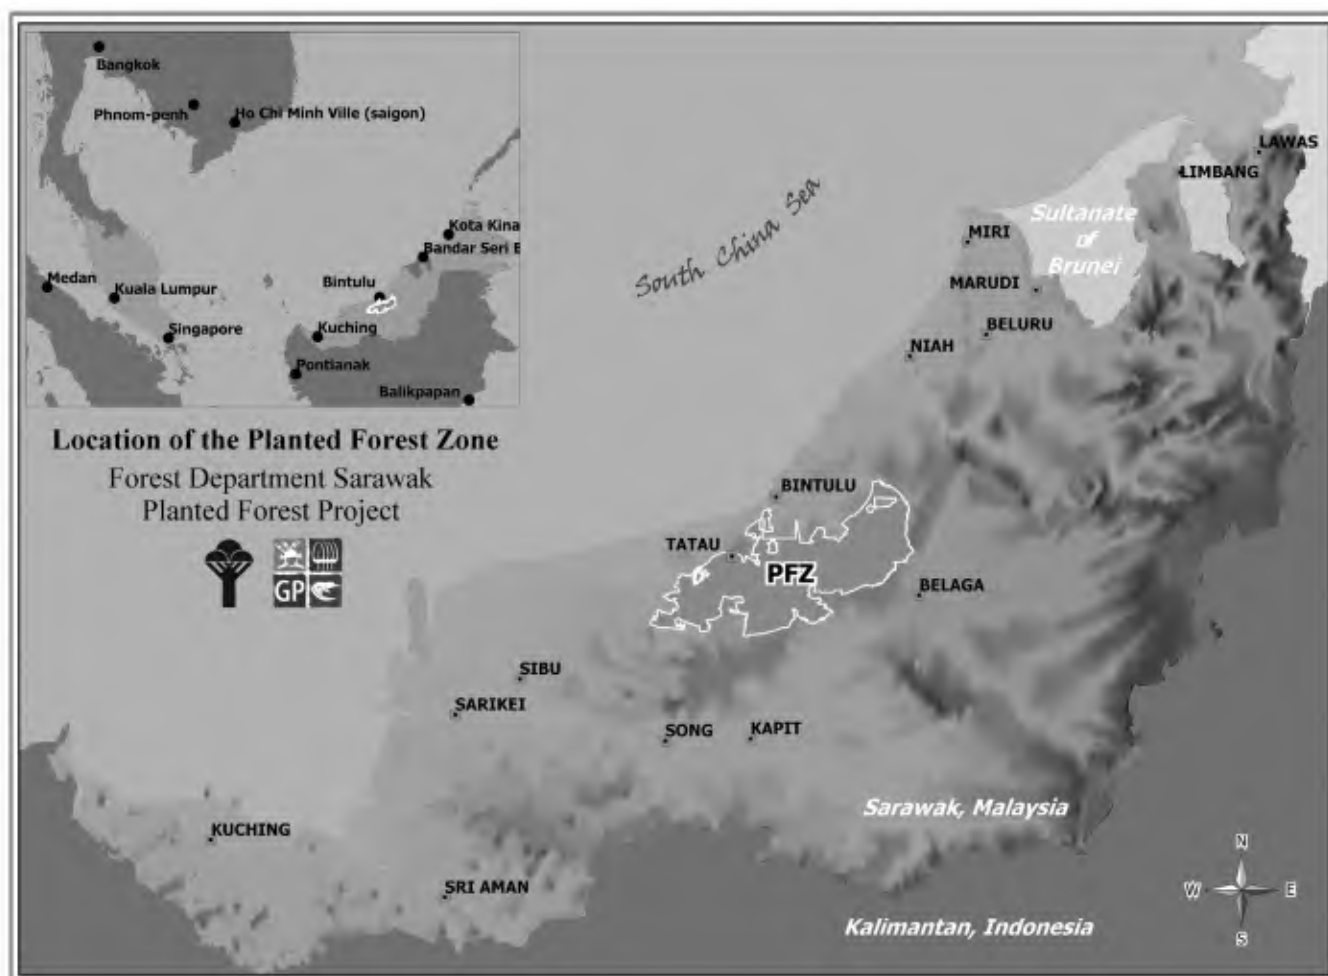 Bangkok
Phnom-penh
Ho Chi Minh Ville (saigon)
Kota Kina
Bandar Seri B
Bintulu
Medan
Kuala Lumpur
Singapore
Kuching
Pontianak
Balikpapan
Location of the Planted Forest Zone
Forest Department Sarawak
Planted Forest Project
GP
South China Sea
LAWAS
LIMBANG
Sultanate
of
Brunei
MIRI
MARUDI
BELURU
NIAH
BINTULU
TATAU
PFZ
BELAGA
SIBU
SARIKEI
SONG
KAPIT
Sarawak, Malaysia
KUCHING
SRI AMAN
Kalimantan, Indonesia
N
W
E
S